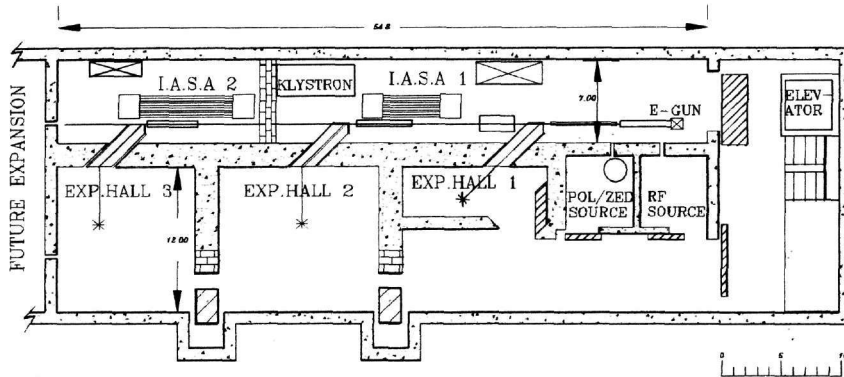 54.8
I.A.S.A 2
KLYSTRON
I.A.S.A 1
7.00
E-GUN
ELEV-
ATOR
FUTURE EXPANSION
EXP.HALL 3
EXP.HALL 2
EXP.HALL 1
POL/ZED
SOURCE
RF
SOURCE
12.00
0 5 10